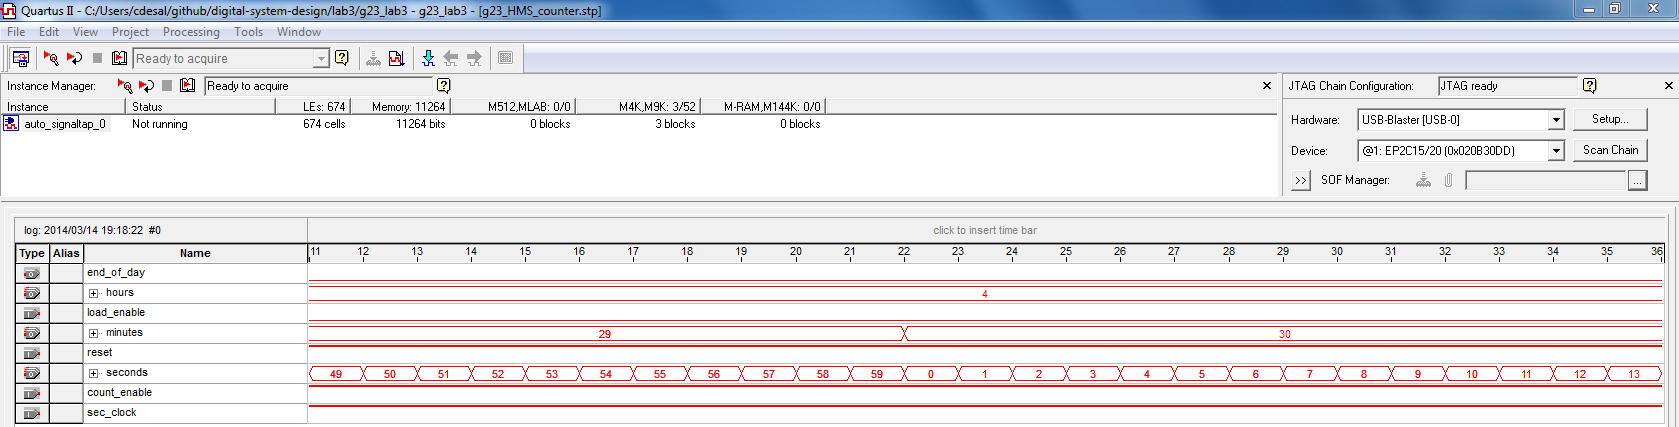 Quartus II - C:/Users/cdesal/github/digital-system-design/lab3/g23_lab3 - g23_lab3 - [g23_HMS_counter.stp]
File Edit View Project Processing Tools Window
Ready to acquire
Instance Manager: Ready to acquire
JTAG Chain Configuration: JTAG ready
Instance Status LEs: 674 Memory: 11264 M512,MLAB: 0/0 M4K,M9K: 3/52 M-RAM,M144K: 0/0
auto_signaltap_0 Not running 674 cells 11264 bits 0 blocks 3 blocks 0 blocks
Hardware: USB-Blaster [USB-0] Setup...
Device: @1: EP2C15/20 (0x020B30DD) Scan Chain
>> SOF Manager: ...
log: 2014/03/14 19:18:22 #0 click to insert time bar
Type Alias Name 11 12 13 14 15 16 17 18 19 20 21 22 23 24 25 26 27 28 29 30 31 32 33 34 35 36
end_of_day
hours 4
load_enable
minutes 29 30
reset
seconds 49 50 51 52 53 54 55 56 57 58 59 0 1 2 3 4 5 6 7 8 9 10 11 12 13
count_enable
sec_clock